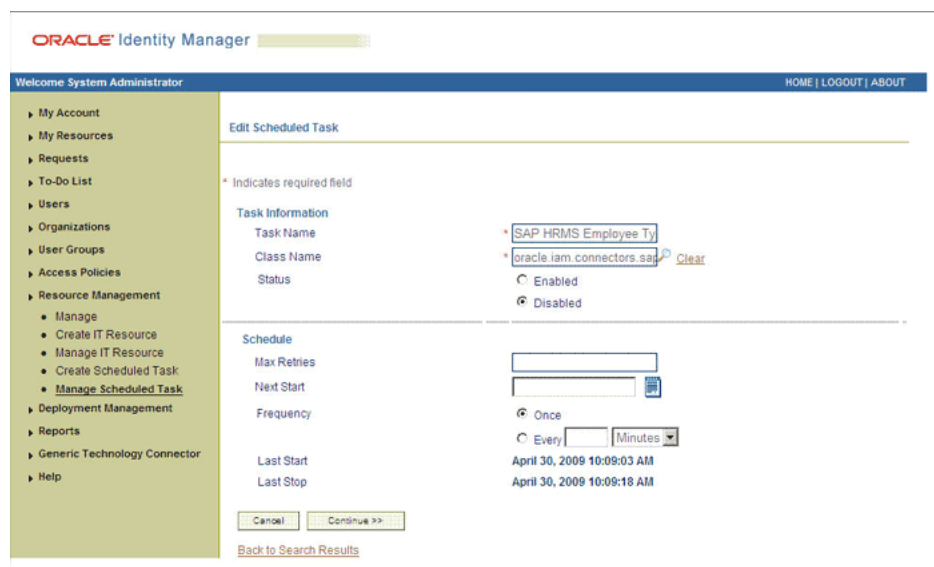 ORACLE Identity Manager
Welcome System Administrator
HOME | LOGOUT | ABOUT
My Account
My Resources
Requests
To-Do List
Users
Organizations
User Groups
Access Policies
Resource Management
Manage
Create IT Resource
Manage IT Resource
Create Scheduled Task
Manage Scheduled Task
Deployment Management
Reports
Generic Technology Connector
Help
Edit Scheduled Task
* Indicates required field
Task Information
Task Name * SAP HRMS Employee Ty
Class Name * oracle.iam.connectors.sap Clear
Status Enabled
Disabled
Schedule
Max Retries
Next Start
Frequency Once
Every Minutes
Last Start April 30, 2009 10:09:03 AM
Last Stop April 30, 2009 10:09:18 AM
Cancel Continue >>
Back to Search Results